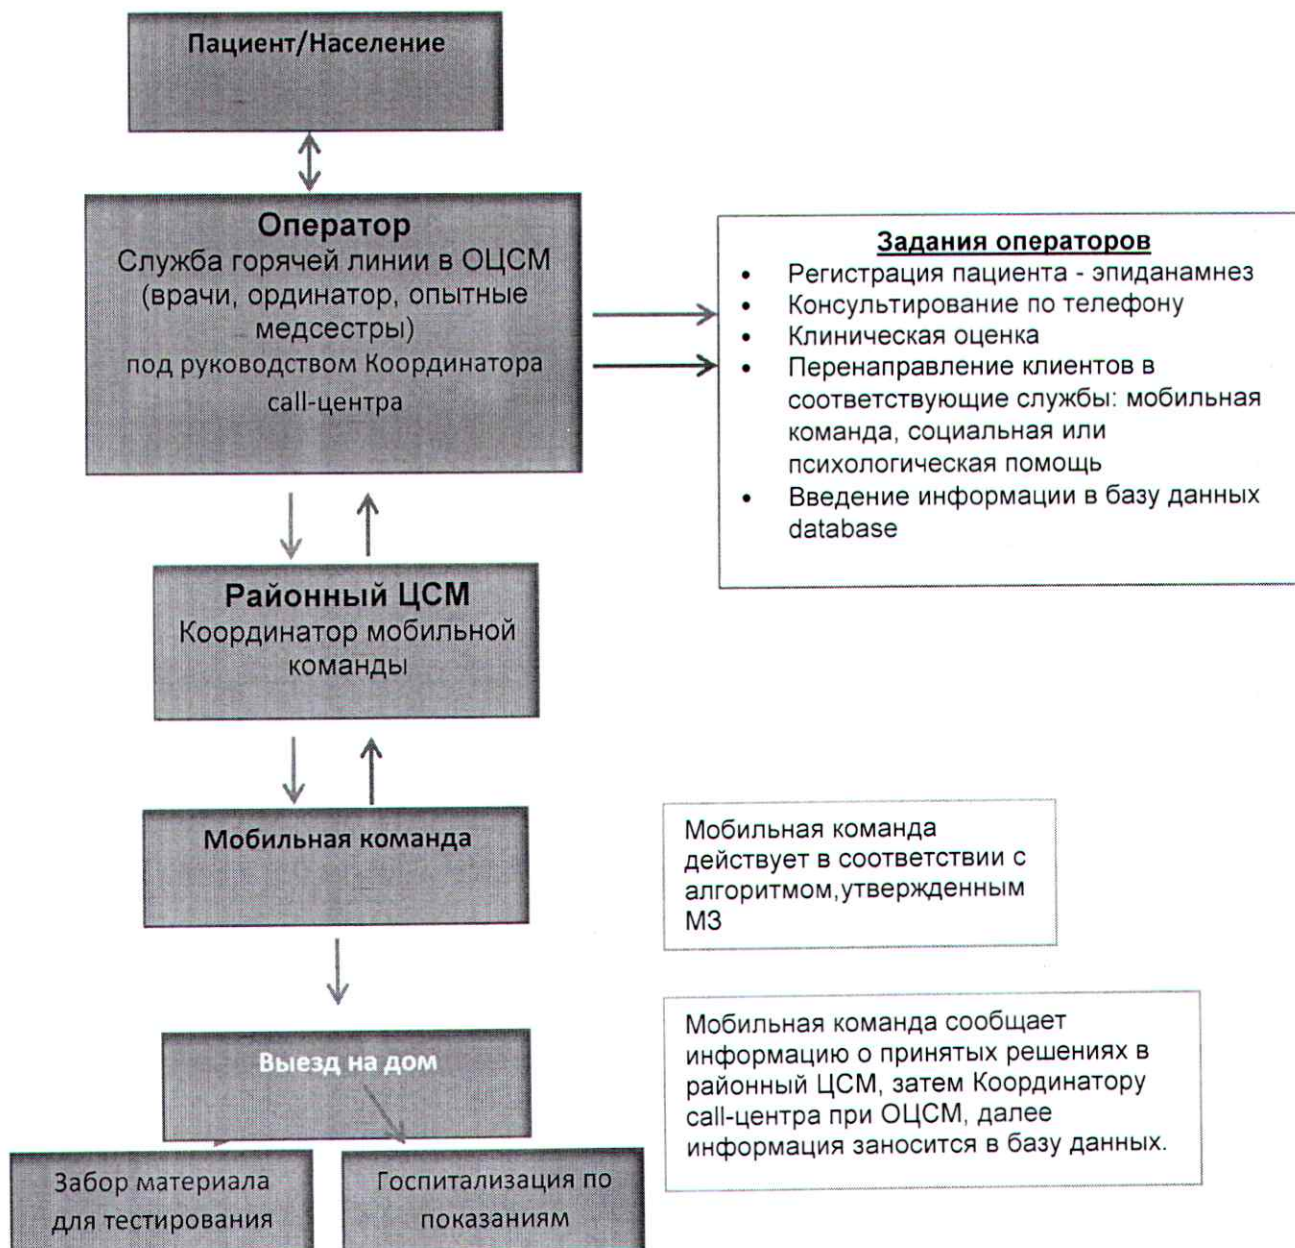 Пациент/Население
Оператор
Служба горячей линии в ОЦСМ
(врачи, ординатор, опытные
медсестры)
под руководством Координатора
call-центра
Задания операторов
• Регистрация пациента - эпиданамнез
• Консультирование по телефону
• Клиническая оценка
• Перенаправление клиентов в
соответствующие службы: мобильная
команда, социальная или
психологическая помощь
• Введение информации в базу данных
database
Районный ЦСМ
Координатор мобильной
команды
Мобильная команда
Мобильная команда
действует в соответствии с
алгоритмом,утвержденным
МЗ
Выезд на дом
Мобильная команда сообщает
информацию о принятых решениях в
районный ЦСМ, затем Координатору
call-центра при ОЦСМ, далее
информация заносится в базу данных.
Забор материала
для тестирования
Госпитализация по
показаниям